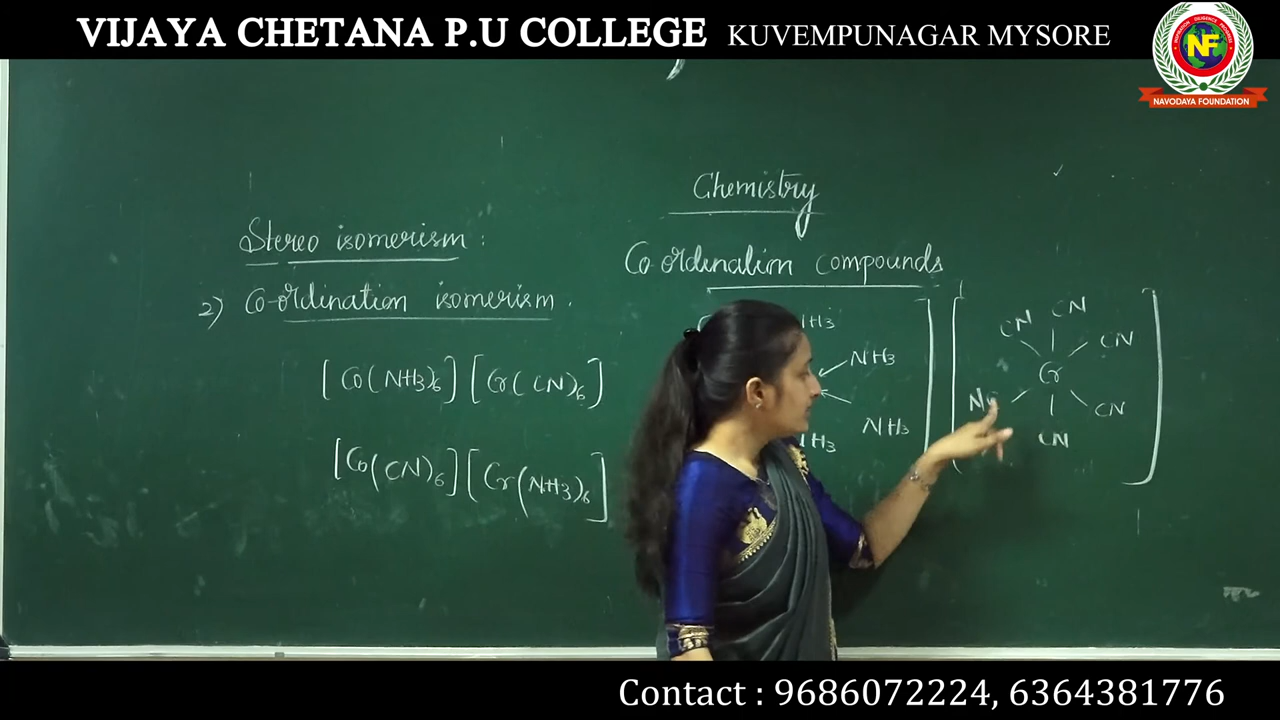 VIJAYA CHETANA P.U COLLEGE KUVEMPUNAGAR MYSORE
NF
NAVODAYA FOUNDATION
Chemistry
Stereo isomerism :
Co-ordination compounds
2) Co-ordination isomerism.
[Co(NH3)6] [Cr(CN)6]
[Co(CN)6] [Cr(NH3)6]
NH3
NH3
NH3
NH3
CN CN
CN
Cr
CN
CN
Contact : 9686072224, 6364381776